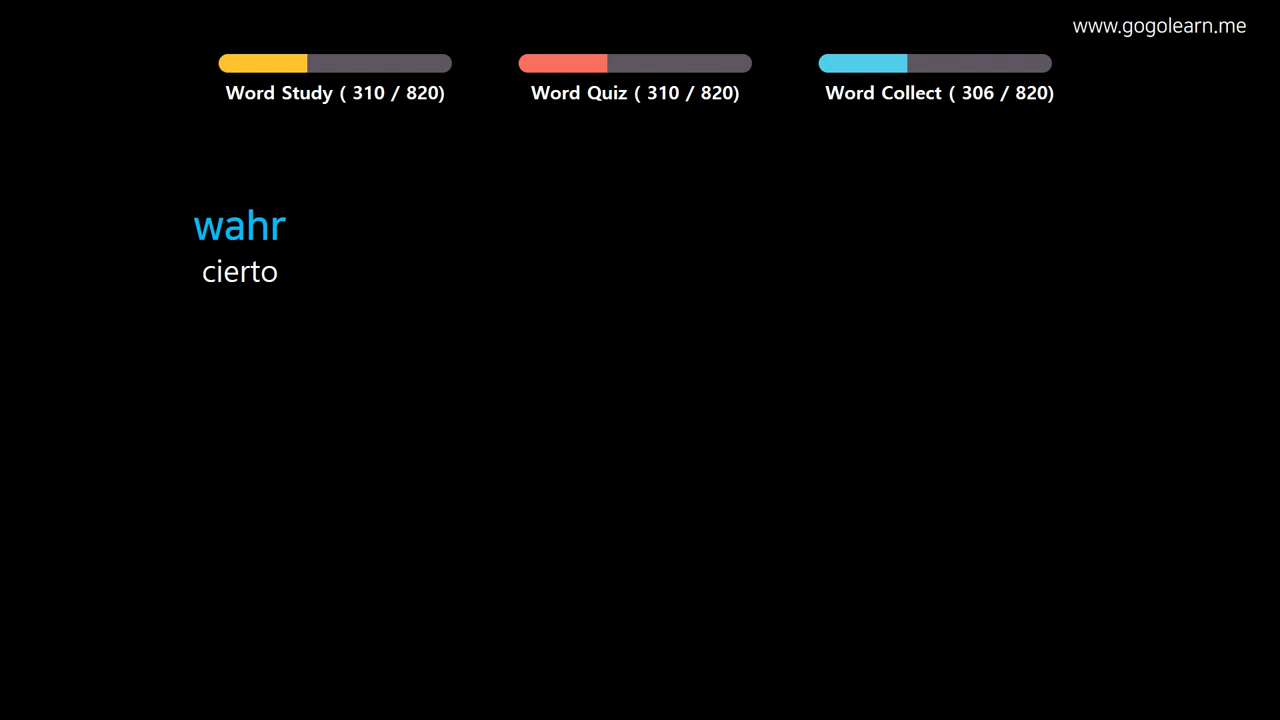 www.gogolearn.me
Word Study ( 310 / 820)
Word Quiz ( 310 / 820)
Word Collect ( 306 / 820)
wahr
cierto